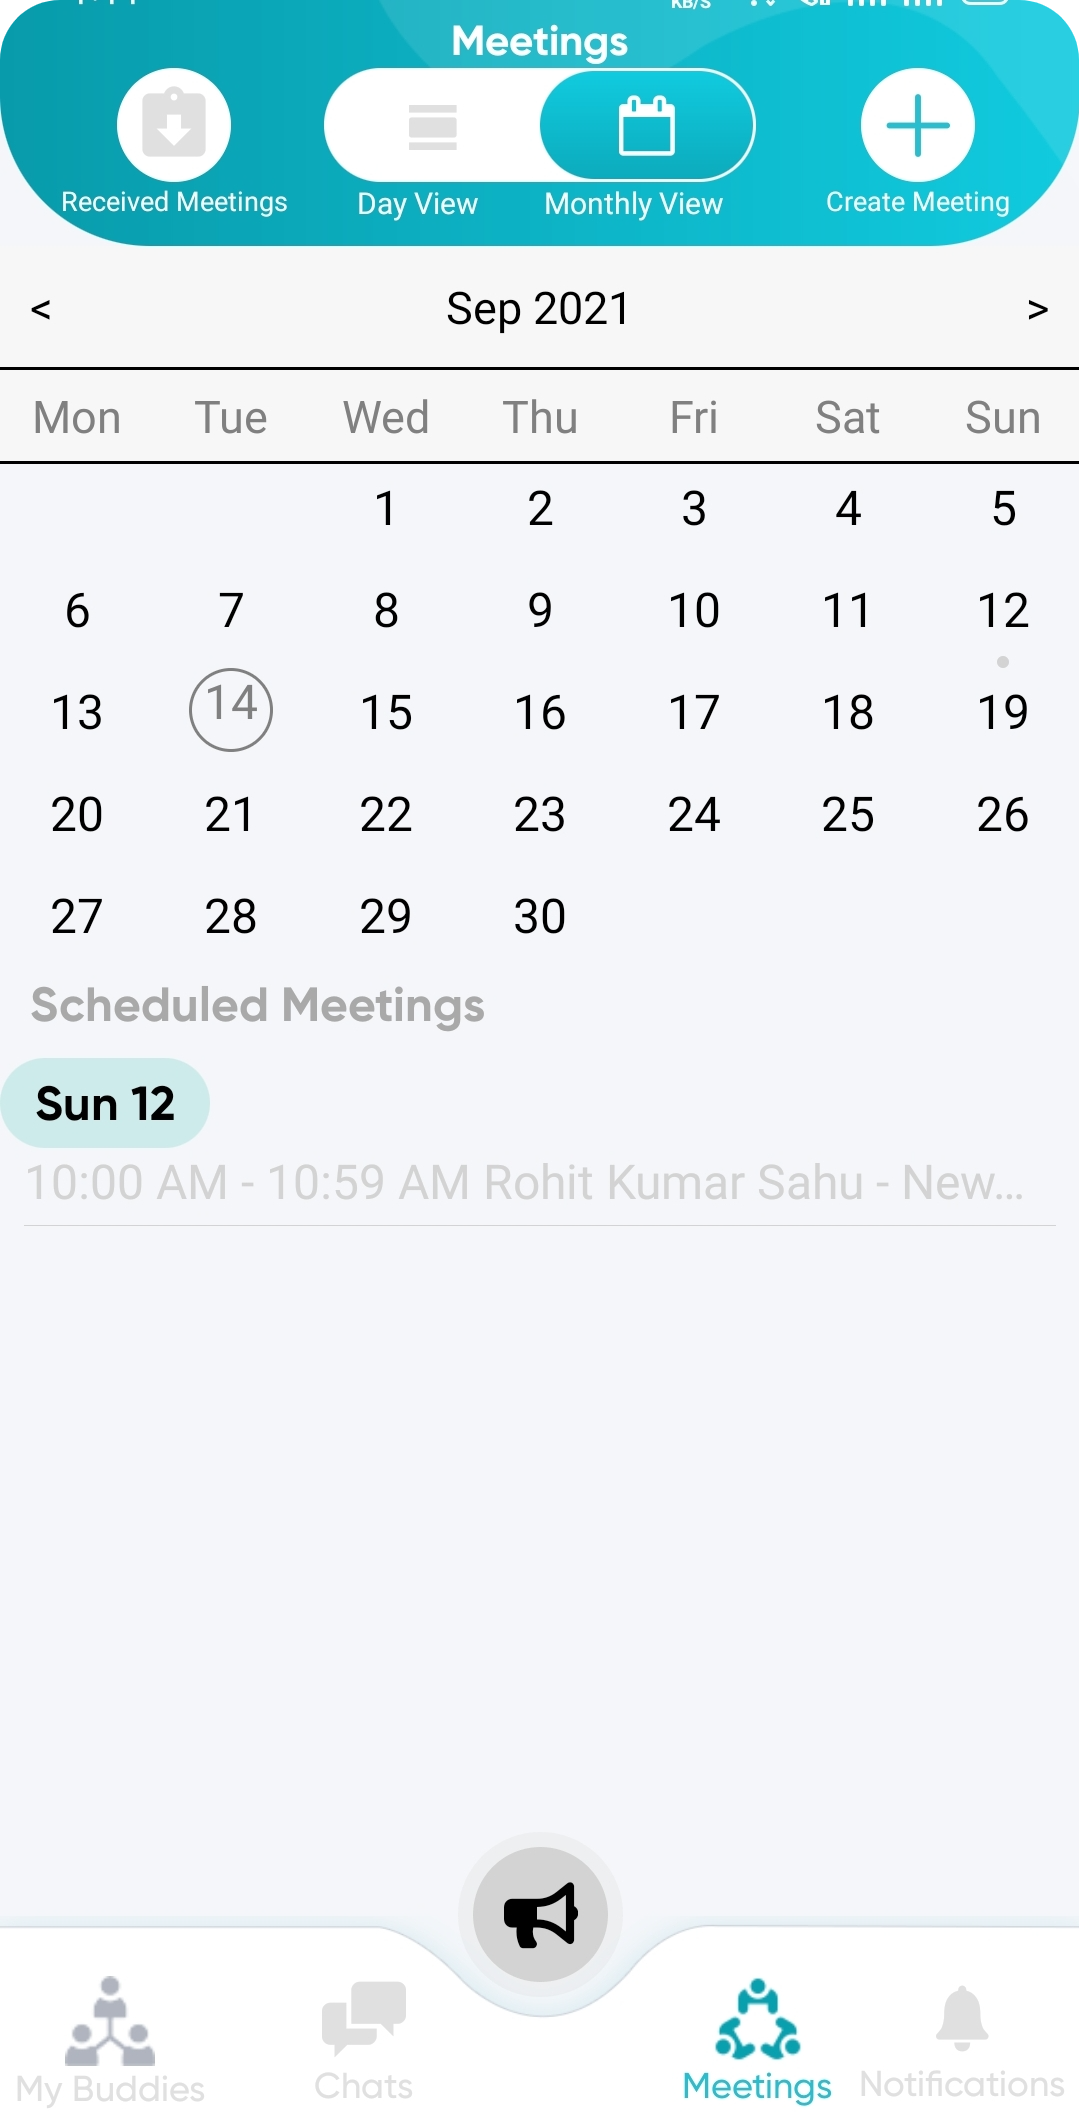 KB/S
Meetings
Received Meetings
Day View
Monthly View
Create Meeting
< Sep 2021 >
Mon Tue Wed Thu Fri Sat Sun
1 2 3 4 5
6 7 8 9 10 11 12
13 14 15 16 17 18 19
20 21 22 23 24 25 26
27 28 29 30
Scheduled Meetings
Sun 12
10:00 AM - 10:59 AM Rohit Kumar Sahu - New...
My Buddies
Chats
Meetings
Notifications